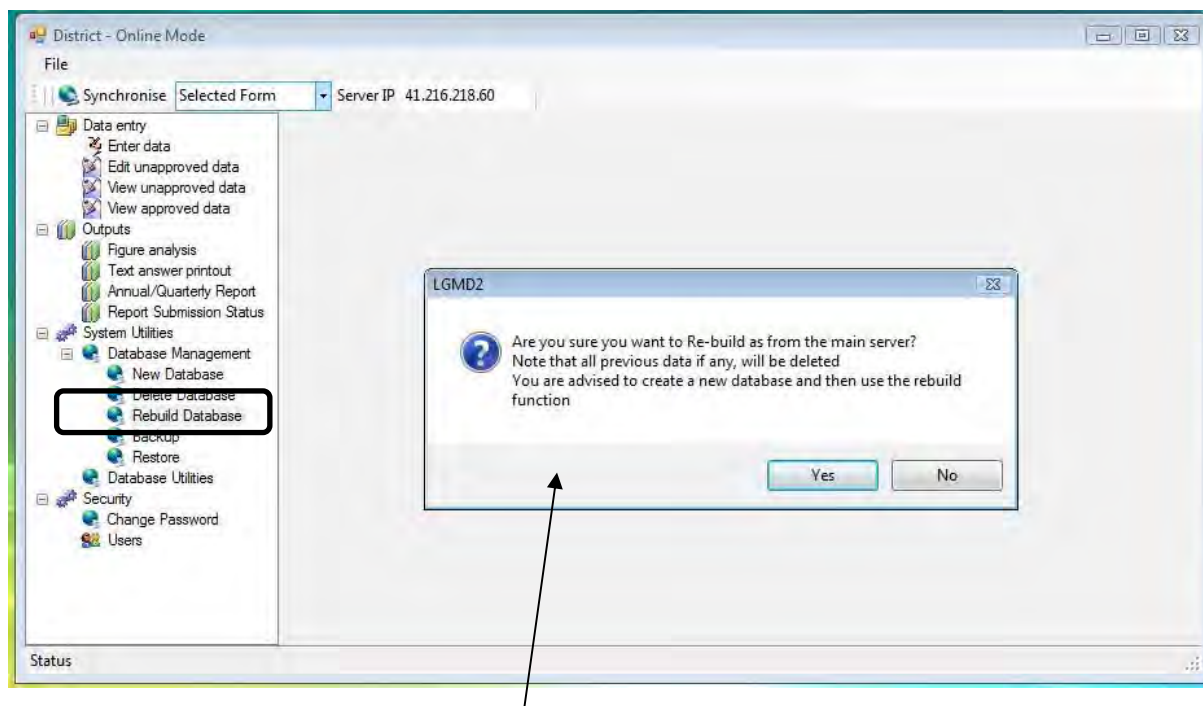 District - Online Mode
File
Synchronise Selected Form Server IP 41.216.218.60
Data entry
Enter data
Edit unapproved data
View unapproved data
View approved data
Outputs
Figure analysis
Text answer printout
Annual/Quarterly Report
Report Submission Status
System Utilities
Database Management
New Database
Delete Database
Rebuild Database
Backup
Restore
Database Utilities
Security
Change Password
Users
LGMD2
Are you sure you want to Re-build as from the main server?
Note that all previous data if any, will be deleted
You are advised to create a new database and then use the rebuild
function
Yes No
Status